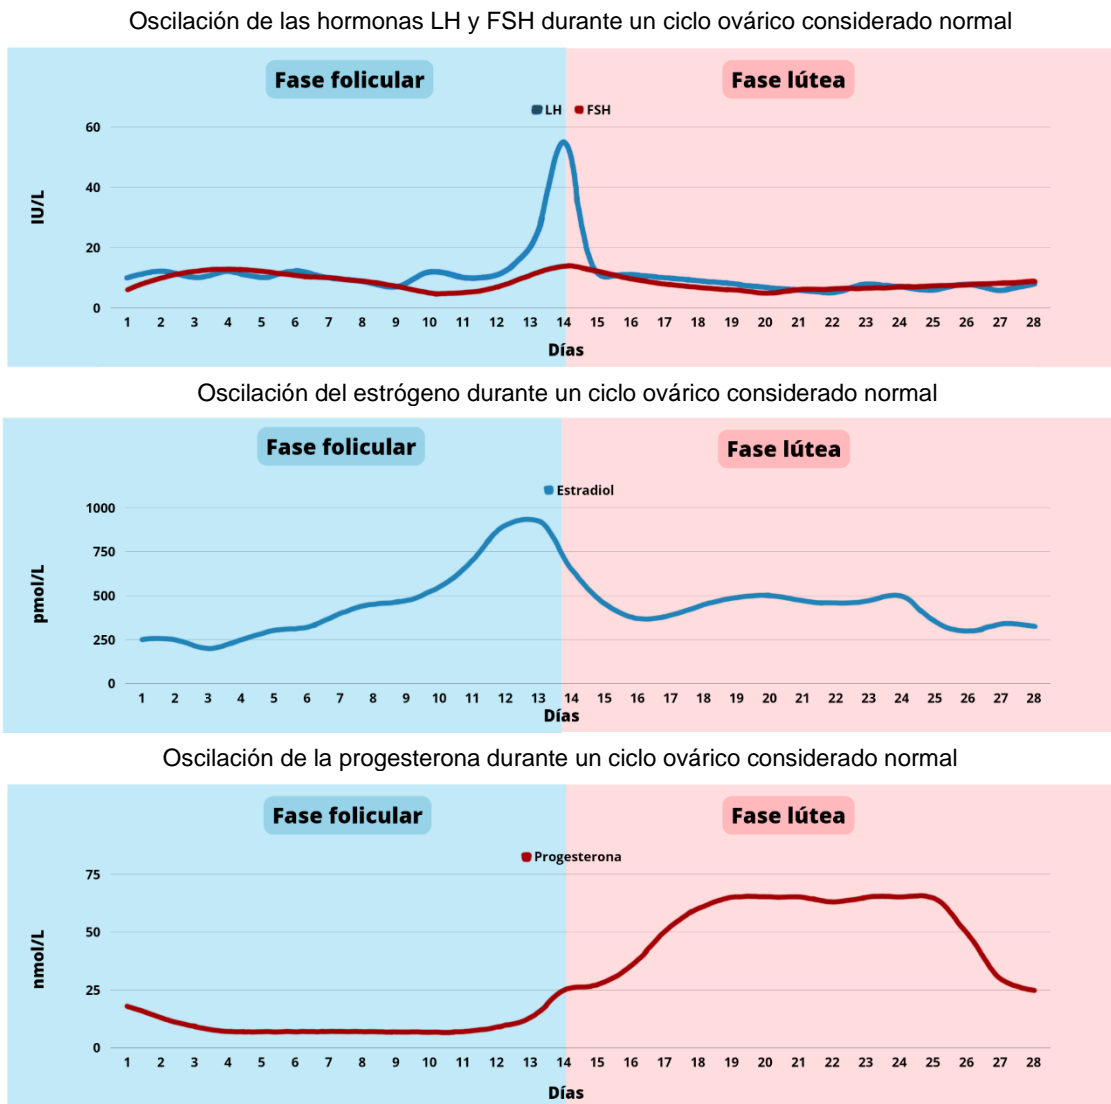 Oscilación de las hormonas LH y FSH durante un ciclo ovárico considerado normal
Fase folicular Fase lútea
LH FSH
60
40
20
0
IU/L
1 2 3 4 5 6 7 8 9 10 11 12 13 14 15 16 17 18 19 20 21 22 23 24 25 26 27 28
Días
Oscilación del estrógeno durante un ciclo ovárico considerado normal
Fase folicular Fase lútea
Estradiol
1000
750
500
250
0
pmol/L
1 2 3 4 5 6 7 8 9 10 11 12 13 14 15 16 17 18 19 20 21 22 23 24 25 26 27 28
Días
Oscilación de la progesterona durante un ciclo ovárico considerado normal
Fase folicular Fase lútea
Progesterona
75
50
25
0
nmol/L
1 2 3 4 5 6 7 8 9 10 11 12 13 14 15 16 17 18 19 20 21 22 23 24 25 26 27 28
Días